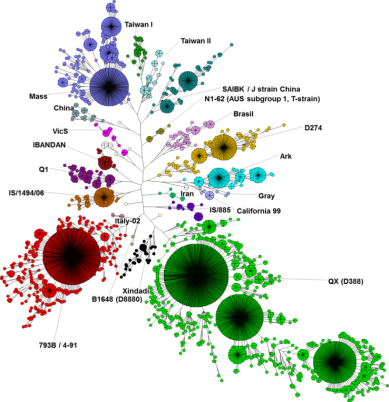 Taiwan I
Taiwan II
SAIBK / J strain China
N1-62 (AUS subgroup 1, T-strain)
Mass
China
Brasil
D274
VicS
IBANDAN
Ark
Q1
IS/1494/06
Iran
Gray
IS/885
California 99
Italy-02
Xindadi
B1648 (D8880)
QX (D388)
793B / 4-91